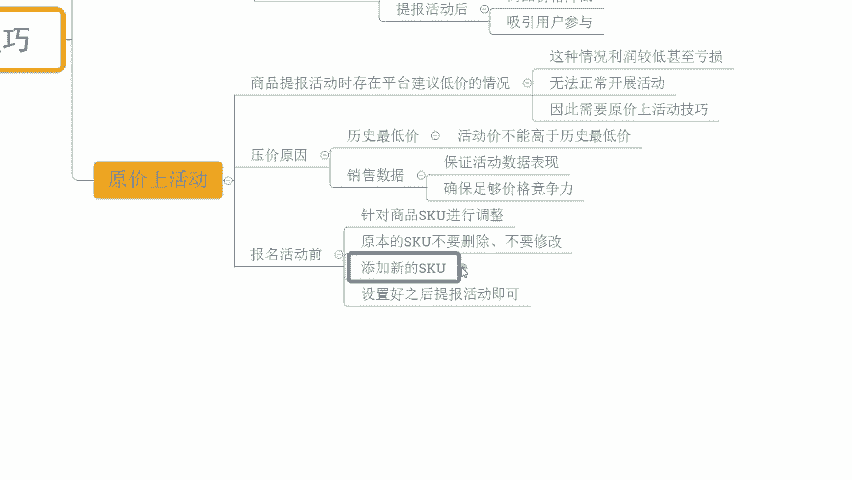 巧
提报活动后
吸引用户参与
原价上活动
商品提报活动时存在平台建议低价的情况
这种情况利润较低甚至亏损
无法正常开展活动
因此需要原价上活动技巧
压价原因
历史最低价
活动价不能高于历史最低价
销售数据
保证活动数据表现
确保足够价格竞争力
报名活动前
针对商品SKU进行调整
原本的SKU不要删除、不要修改
添加新的SKU
设置好之后提报活动即可